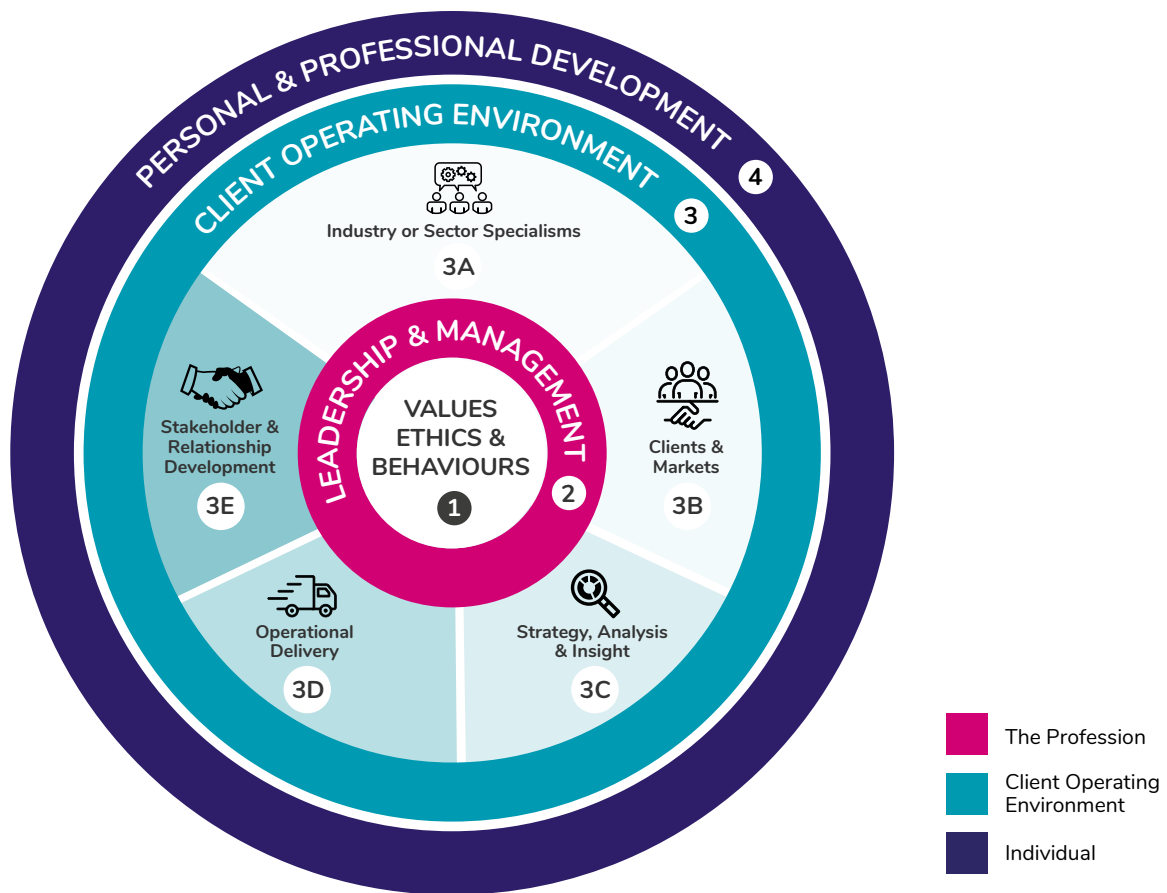 PERSONAL & PROFESSIONAL DEVELOPMENT
4
CLIENT OPERATING ENVIRONMENT
3
Industry or Sector Specialisms
3A
LEADERSHIP & MANAGEMENT
2
VALUES
ETHICS &
BEHAVIOURS
1
Clients &
Markets
3B
Strategy, Analysis
& Insight
3C
Operational
Delivery
3D
Stakeholder &
Relationship
Development
3E
The Profession
Client Operating
Environment
Individual